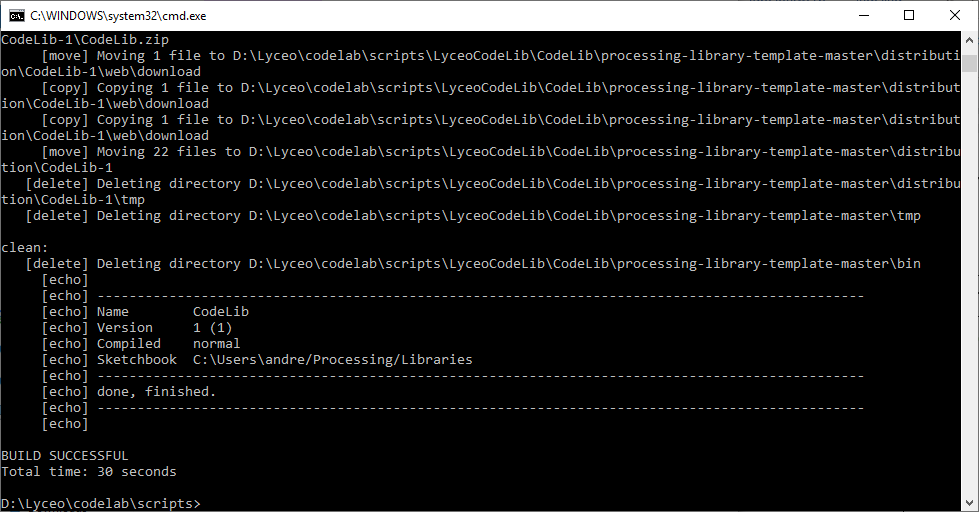 C:\WINDOWS\system32\cmd.exe
CodeLib-1\CodeLib.zip
     [move] Moving 1 file to D:\Lyceo\codelab\scripts\LyceoCodeLib\CodeLib\processing-library-template-master\distributi
on\CodeLib-1\web\download
     [copy] Copying 1 file to D:\Lyceo\codelab\scripts\LyceoCodeLib\CodeLib\processing-library-template-master\distribut
ion\CodeLib-1\web\download
     [copy] Copying 1 file to D:\Lyceo\codelab\scripts\LyceoCodeLib\CodeLib\processing-library-template-master\distribut
ion\CodeLib-1\web\download
     [move] Moving 22 files to D:\Lyceo\codelab\scripts\LyceoCodeLib\CodeLib\processing-library-template-master\distribu
tion\CodeLib-1
   [delete] Deleting directory D:\Lyceo\codelab\scripts\LyceoCodeLib\CodeLib\processing-library-template-master\distribu
tion\CodeLib-1\tmp
   [delete] Deleting directory D:\Lyceo\codelab\scripts\LyceoCodeLib\CodeLib\processing-library-template-master\tmp
clean:
   [delete] Deleting directory D:\Lyceo\codelab\scripts\LyceoCodeLib\CodeLib\processing-library-template-master\bin
     [echo]
     [echo] ------------------------------------------------------------------------------------------------
     [echo] Name        CodeLib
     [echo] Version     1 (1)
     [echo] Compiled    normal
     [echo] Sketchbook  C:\Users\andre/Processing/Libraries
     [echo] ------------------------------------------------------------------------------------------------
     [echo] done, finished.
     [echo] ------------------------------------------------------------------------------------------------
     [echo]
BUILD SUCCESSFUL
Total time: 30 seconds
D:\Lyceo\codelab\scripts>